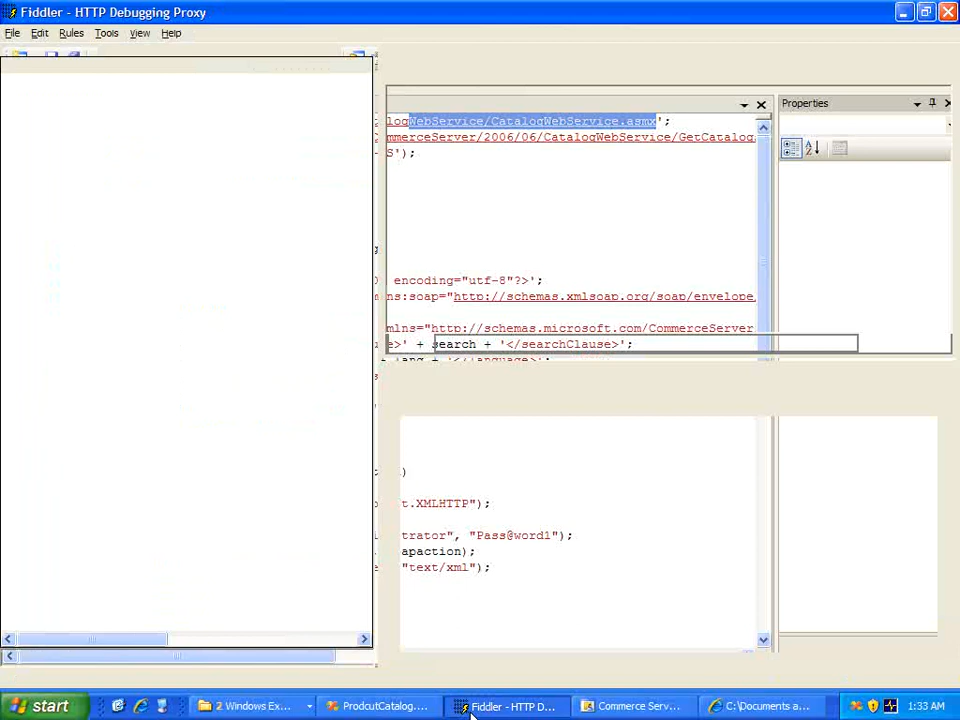 Fiddler - HTTP Debugging Proxy
File Edit Rules Tools View Help
Properties
logWebService/CatalogWebService.asmx';
mmerceServer/2006/06/CatalogWebService/GetCatalog
S');
encoding="utf-8"?>';
ns:soap="http://schemas.xmlsoap.org/soap/envelope/
mlns="http://schemas.microsoft.com/CommerceServer
e>' + search + '</searchClause>';
+ lang + '</language>';
)
t.XMLHTTP");
trator", "Pass@word1");
apaction);
"text/xml");
start
2 Windows Ex...
ProdcutCatalog....
Fiddler - HTTP D...
Commerce Serv...
C:\Documents a...
1:33 AM